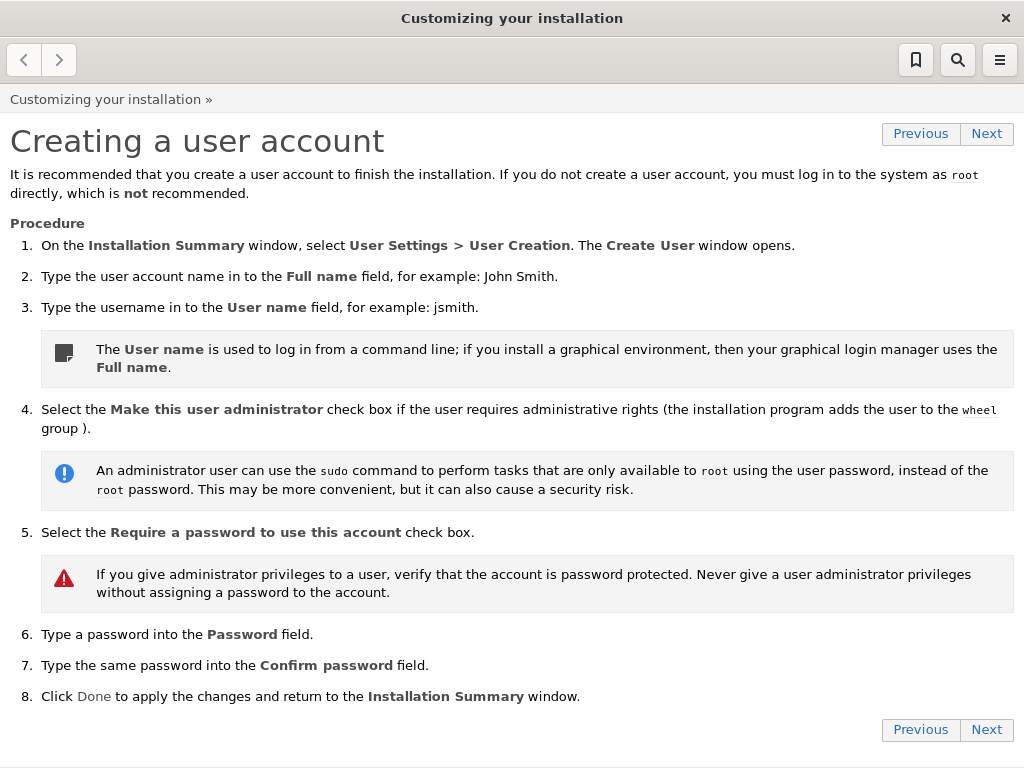 Customizing your installation
Customizing your installation »
Creating a user account
Previous Next
It is recommended that you create a user account to finish the installation. If you do not create a user account, you must log in to the system as root
directly, which is not recommended.
Procedure
1. On the Installation Summary window, select User Settings > User Creation. The Create User window opens.
2. Type the user account name in to the Full name field, for example: John Smith.
3. Type the username in to the User name field, for example: jsmith.
The User name is used to log in from a command line; if you install a graphical environment, then your graphical login manager uses the
Full name.
4. Select the Make this user administrator check box if the user requires administrative rights (the installation program adds the user to the wheel
group ).
An administrator user can use the sudo command to perform tasks that are only available to root using the user password, instead of the
root password. This may be more convenient, but it can also cause a security risk.
5. Select the Require a password to use this account check box.
If you give administrator privileges to a user, verify that the account is password protected. Never give a user administrator privileges
without assigning a password to the account.
6. Type a password into the Password field.
7. Type the same password into the Confirm password field.
8. Click Done to apply the changes and return to the Installation Summary window.
Previous Next